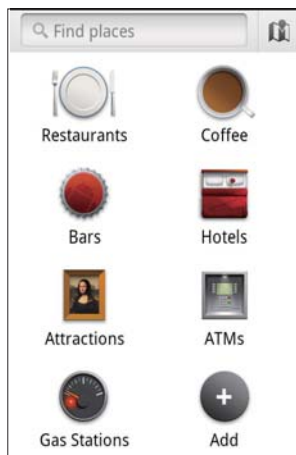 Find places
Restaurants
Coffee
Bars
Hotels
Attractions
ATMs
Gas Stations
Add